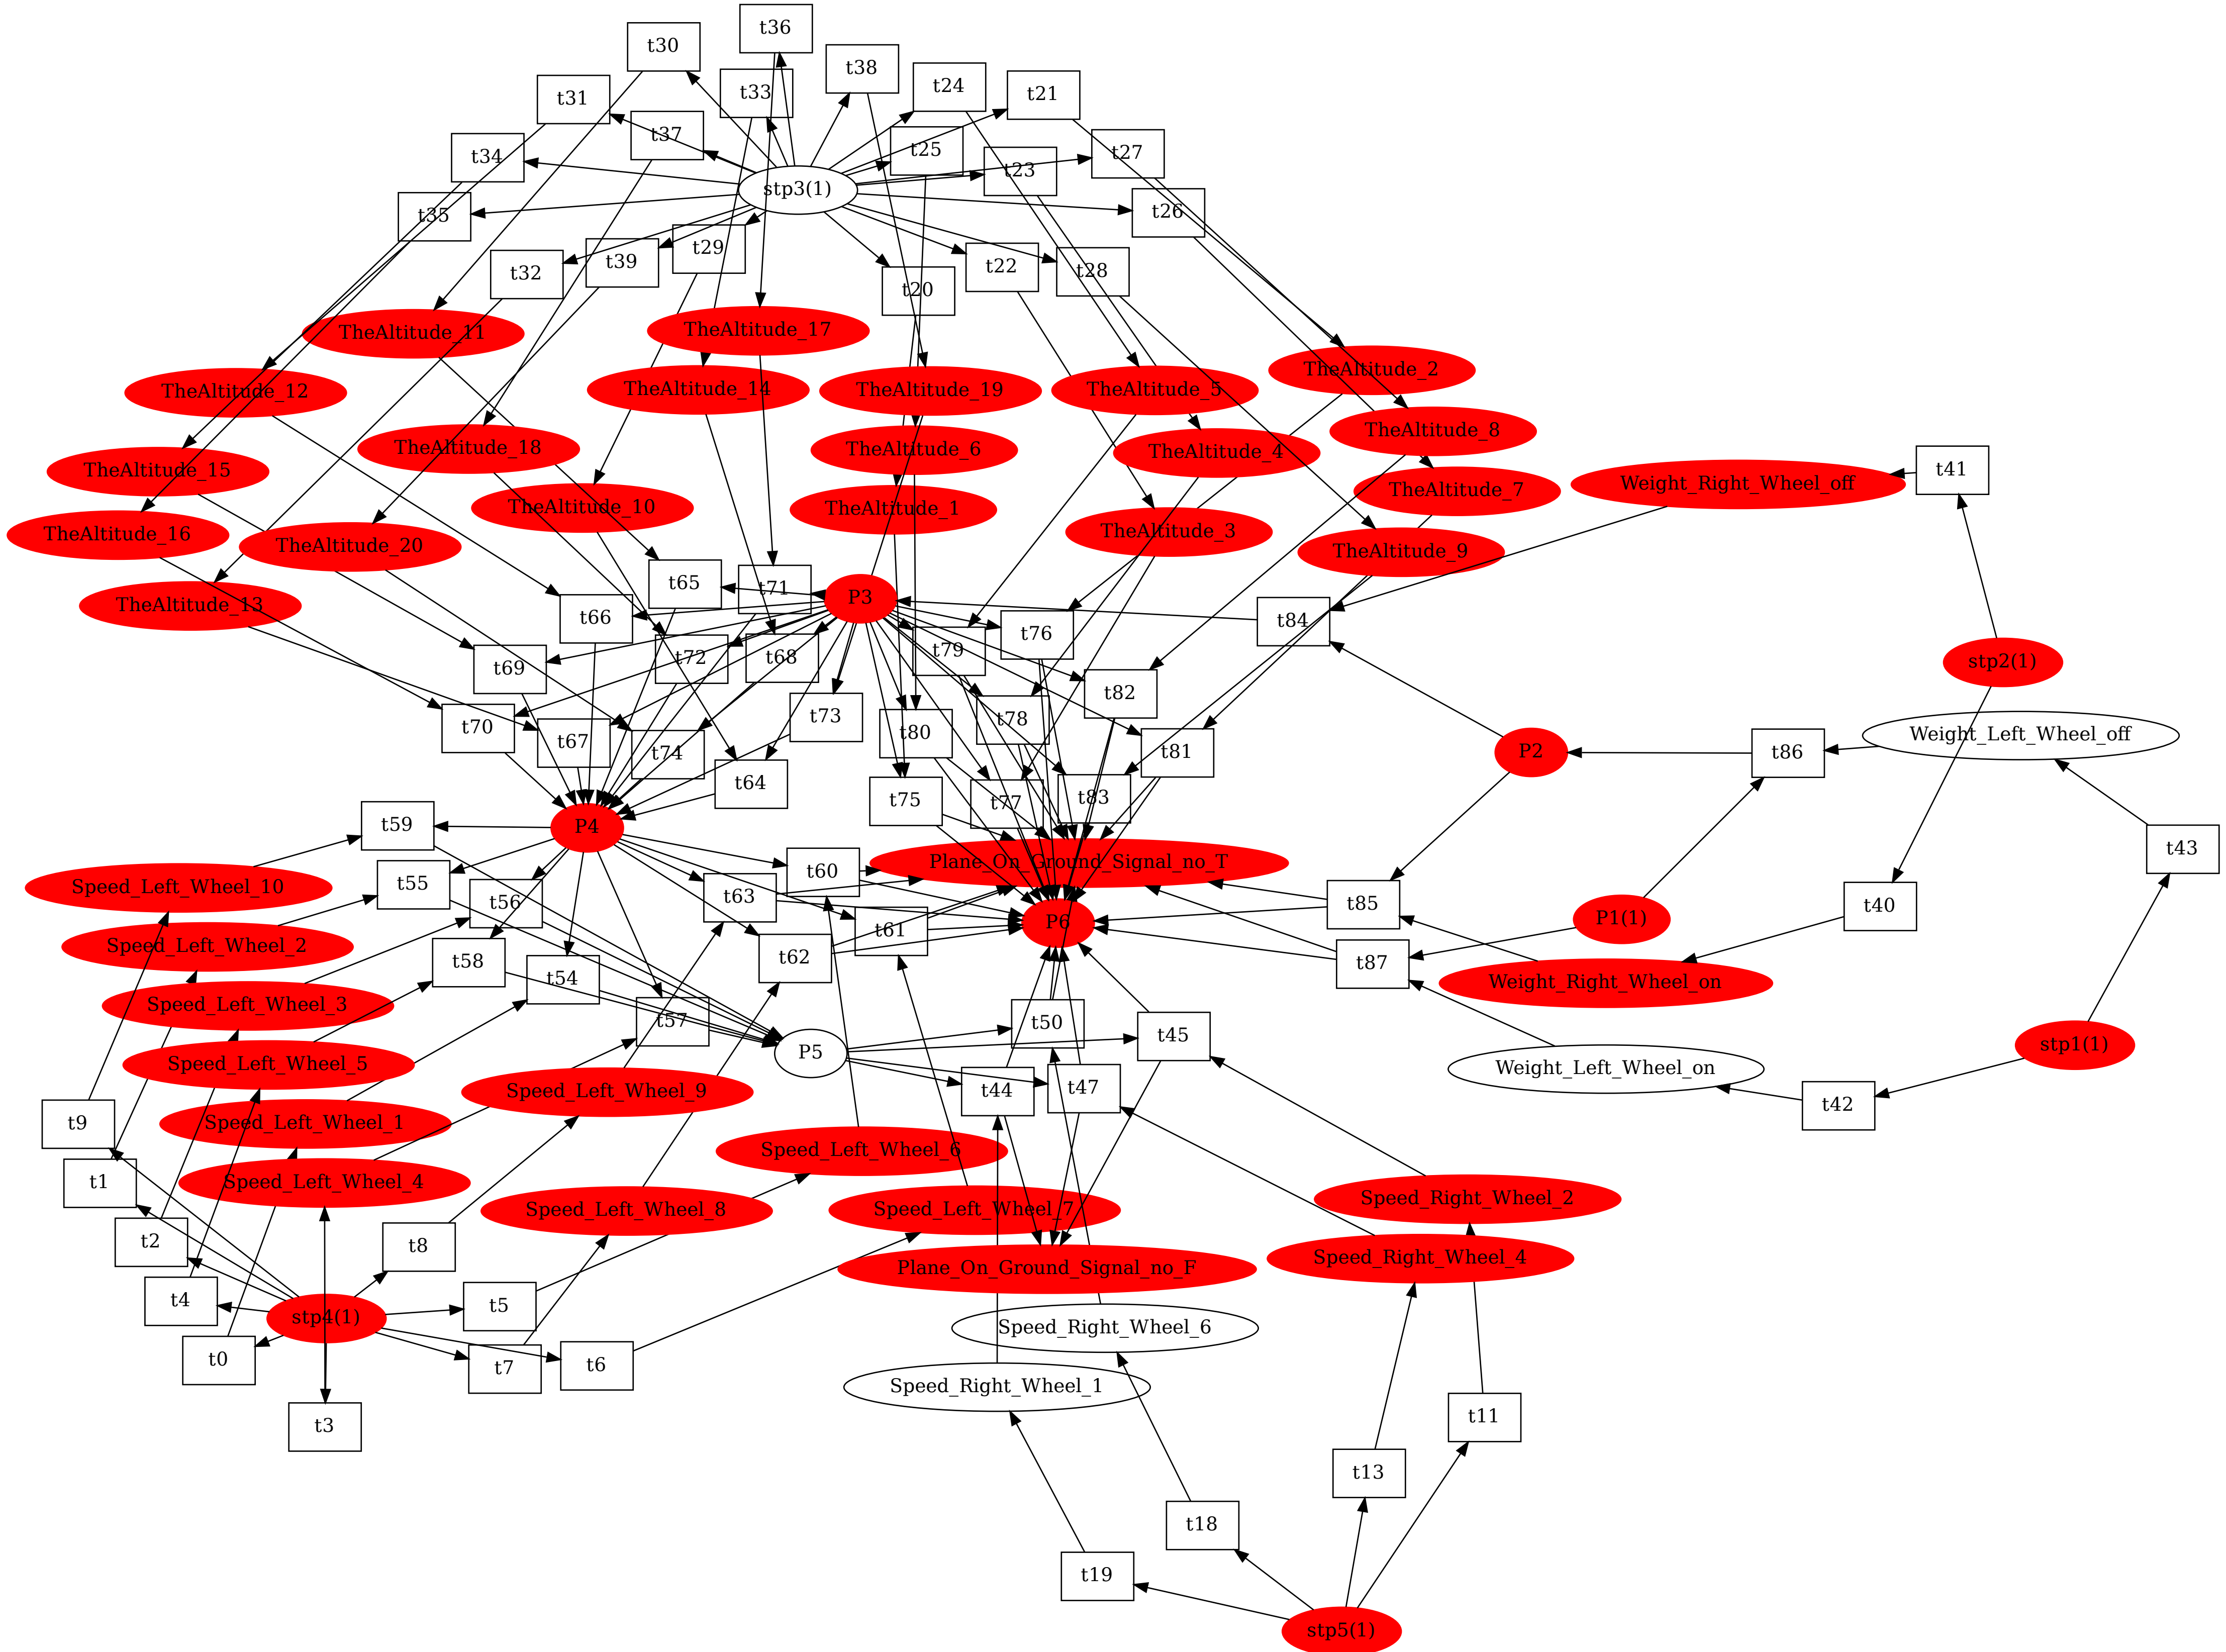 t36
t30
t38
t24
t33
t21
t31
t37
t25
t27
t34
t23
stp3(1)
t26
t35
t29
t39
t22
t28
t32
t20
TheAltitude_17
TheAltitude_11
TheAltitude_2
TheAltitude_14
TheAltitude_19
TheAltitude_5
TheAltitude_12
TheAltitude_8
TheAltitude_18
TheAltitude_6
TheAltitude_4
TheAltitude_15
t41
Weight_Right_Wheel_off
TheAltitude_7
TheAltitude_10
TheAltitude_1
TheAltitude_16
TheAltitude_3
TheAltitude_20
TheAltitude_9
t65
t71
P3
TheAltitude_13
t66
t84
t76
t79
t72
t68
stp2(1)
t69
t82
t73
t78
t70
t80
Weight_Left_Wheel_off
t67
P2
t86
t81
t74
t64
t83
t75
t77
t59
P4
t43
Plane_On_Ground_Signal_no_T
t60
t55
Speed_Left_Wheel_10
t63
t56
t85
t40
P1(1)
P6
t61
Speed_Left_Wheel_2
t62
t58
t87
t54
Weight_Right_Wheel_on
Speed_Left_Wheel_3
t57
t50
t45
stp1(1)
P5
Speed_Left_Wheel_5
Weight_Left_Wheel_on
t47
t44
Speed_Left_Wheel_9
t42
t9
Speed_Left_Wheel_1
Speed_Left_Wheel_6
t1
Speed_Left_Wheel_4
Speed_Right_Wheel_2
Speed_Left_Wheel_8
Speed_Left_Wheel_7
t2
t8
Speed_Right_Wheel_4
Plane_On_Ground_Signal_no_F
t4
t5
stp4(1)
Speed_Right_Wheel_6
t0
t6
t7
Speed_Right_Wheel_1
t11
t3
t13
t18
t19
stp5(1)